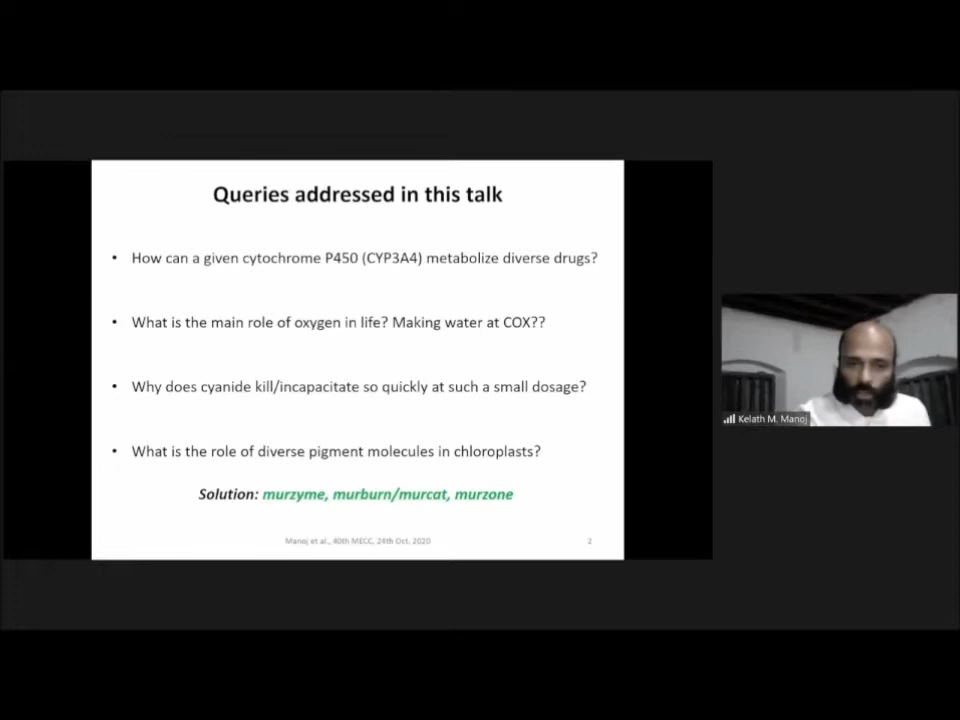 Queries addressed in this talk
• How can a given cytochrome P450 (CYP3A4) metabolize diverse drugs?
• What is the main role of oxygen in life? Making water at COX??
• Why does cyanide kill/incapacitate so quickly at such a small dosage?
• What is the role of diverse pigment molecules in chloroplasts?
Solution: murzyme, murburn/murcat, murzone
Manoj et al., 40th MECC, 24th Oct, 2020
2
Kelath M. Manoj